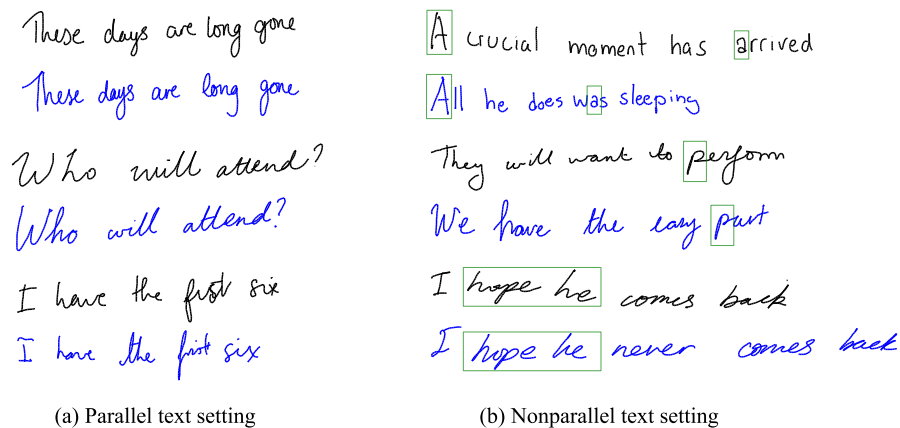 These days are long gone
These days are long gone
Who will attend?
Who will attend?
I have the first six
I have the first six
(a) Parallel text setting
A crucial moment has arrived
All he does was sleeping
They will want to perform
We have the easy part
I hope he comes back
I hope he never comes back
(b) Nonparallel text setting